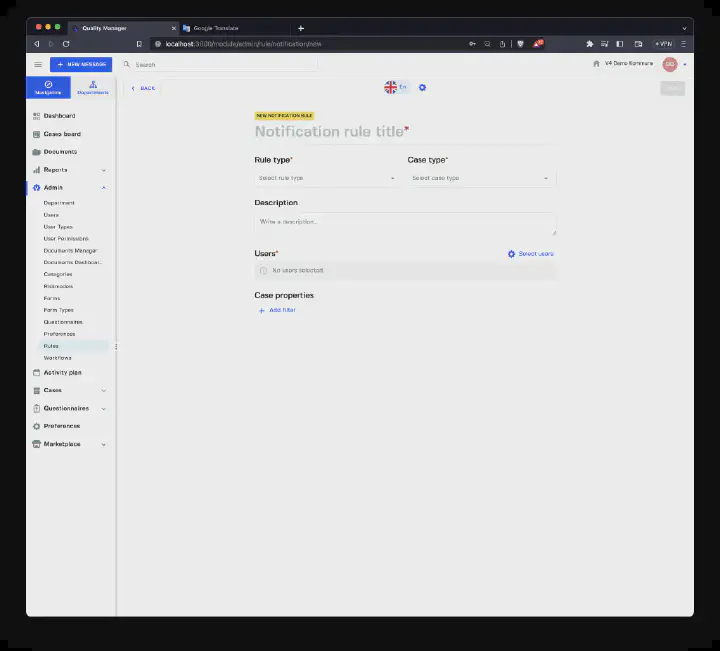 Quality Manager
Google Translate
localhost:3000/module/admin/rule/notification/new
VPN
+ NEW MESSAGE
Search
V4 Demo Kommune
Navigation
Departments
BACK
En
NEW NOTIFICATION RULE
Notification rule title*
Rule type*
Case type*
Select rule type
Select case type
Description
Write a description...
Users*
Select users
No users selected
Case properties
+ Add filter
Dashboard
Cases board
Documents
Reports
Admin
Department
Users
User Types
User Permissions
Documents Manager
Documents Dashboar...
Categories
Riskmodels
Forms
Form Types
Questionnaires
Preferences
Rules
Workflows
Activity plan
Cases
Questionnaires
Preferences
Marketplace